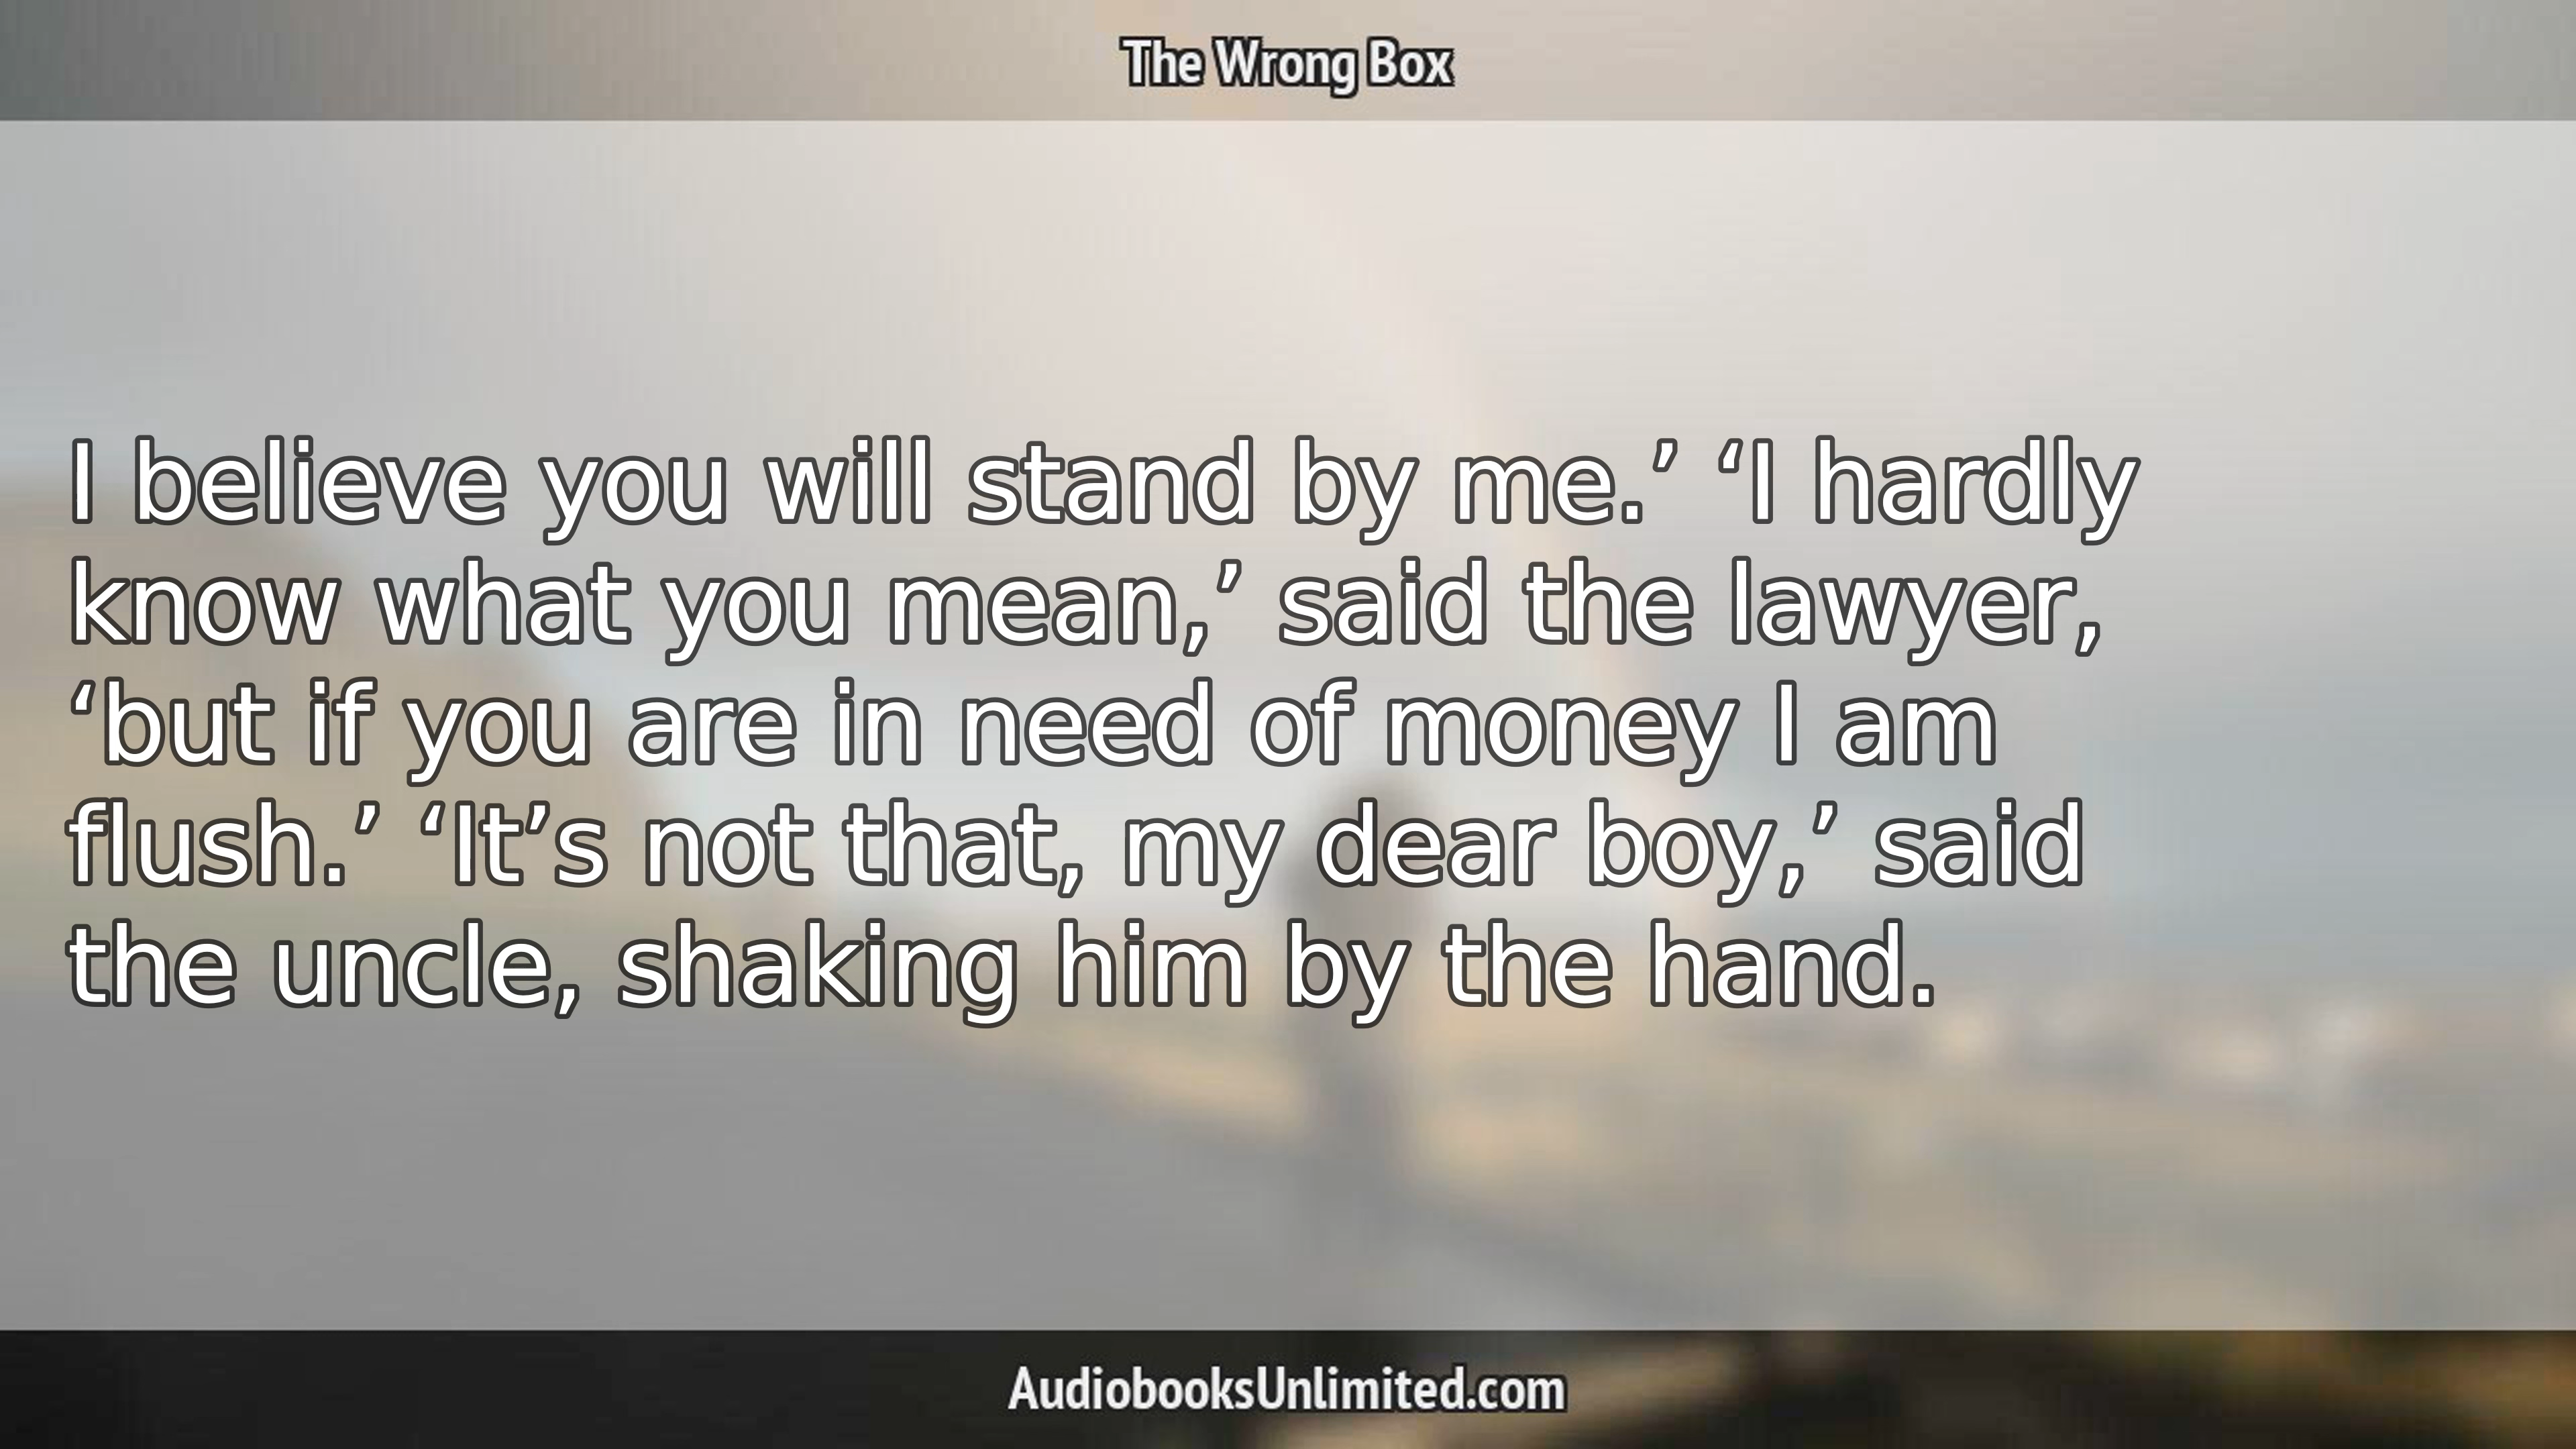 The Wrong Box
I believe you will stand by me.’ ‘I hardly
know what you mean,’ said the lawyer,
‘but if you are in need of money I am
flush.’ ‘It’s not that, my dear boy,’ said
the uncle, shaking him by the hand.
AudiobooksUnlimited.com